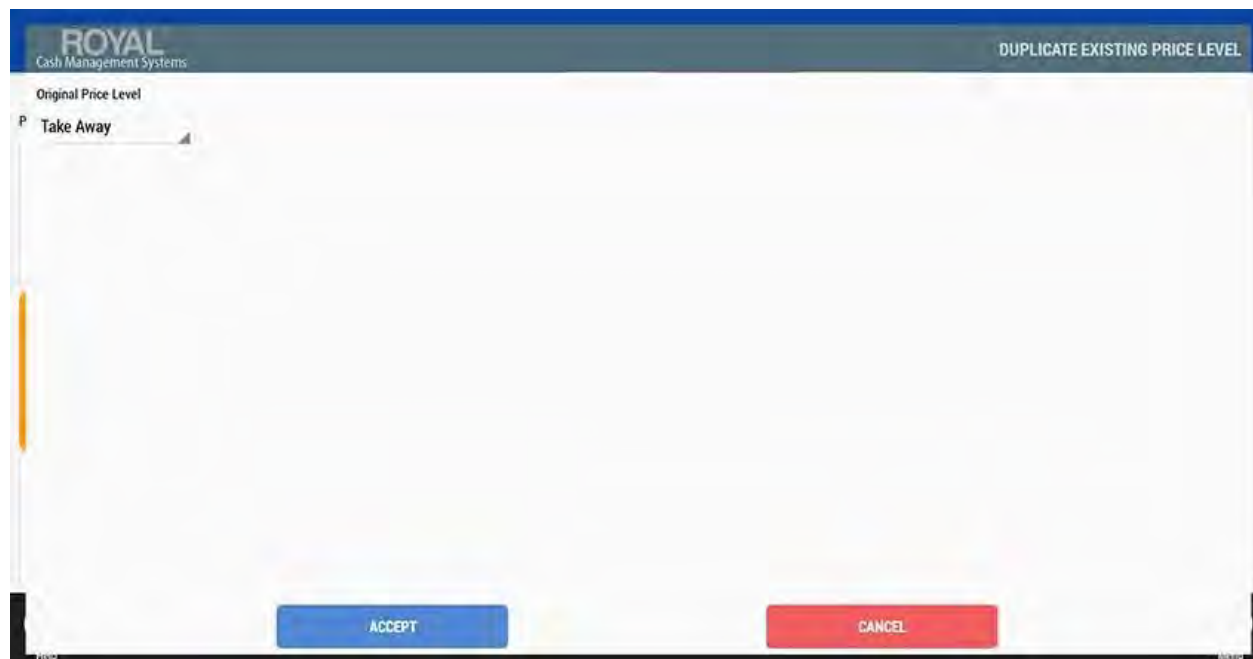 ROYAL
Cash Management Systems
DUPLICATE EXISTING PRICE LEVEL
Original Price Level
P
Take Away
ACCEPT
CANCEL